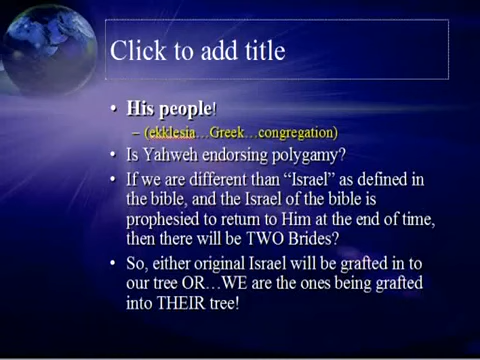 Click to add title
• His people!
– (ekklesia…Greek…congregation)
• Is Yahweh endorsing polygamy?
• If we are different than “Israel” as defined in
the bible, and the Israel of the bible is
prophesied to return to Him at the end of time,
then there will be TWO Brides?
• So, either original Israel will be grafted in to
our tree OR…WE are the ones being grafted
into THEIR tree!